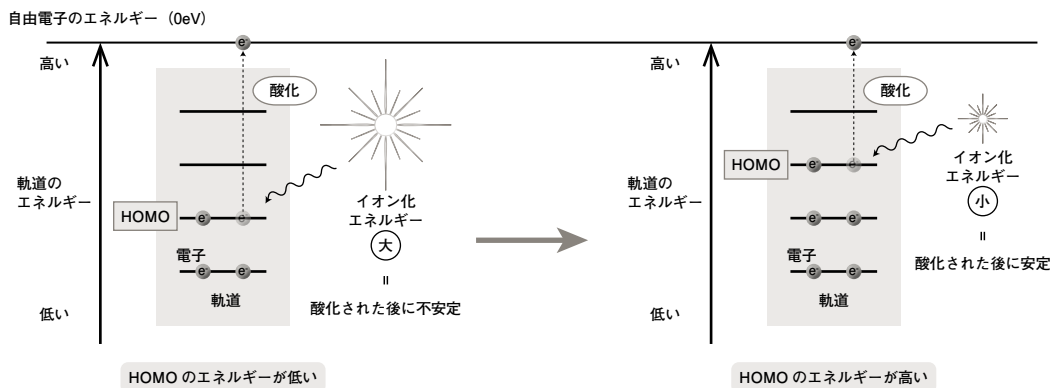 自由電子のエネルギー（0eV）
高い
e⁻
酸化
軌道の
エネルギー
HOMO
e⁻
e⁻
イオン化
エネルギー
大
=
酸化された後に不安定
電子
e⁻
e⁻
軌道
低い
HOMO のエネルギーが低い
高い
e⁻
酸化
HOMO
e⁻
e⁻
イオン化
エネルギー
小
=
酸化された後に安定
軌道の
エネルギー
e⁻
e⁻
電子
e⁻
e⁻
軌道
低い
HOMO のエネルギーが高い